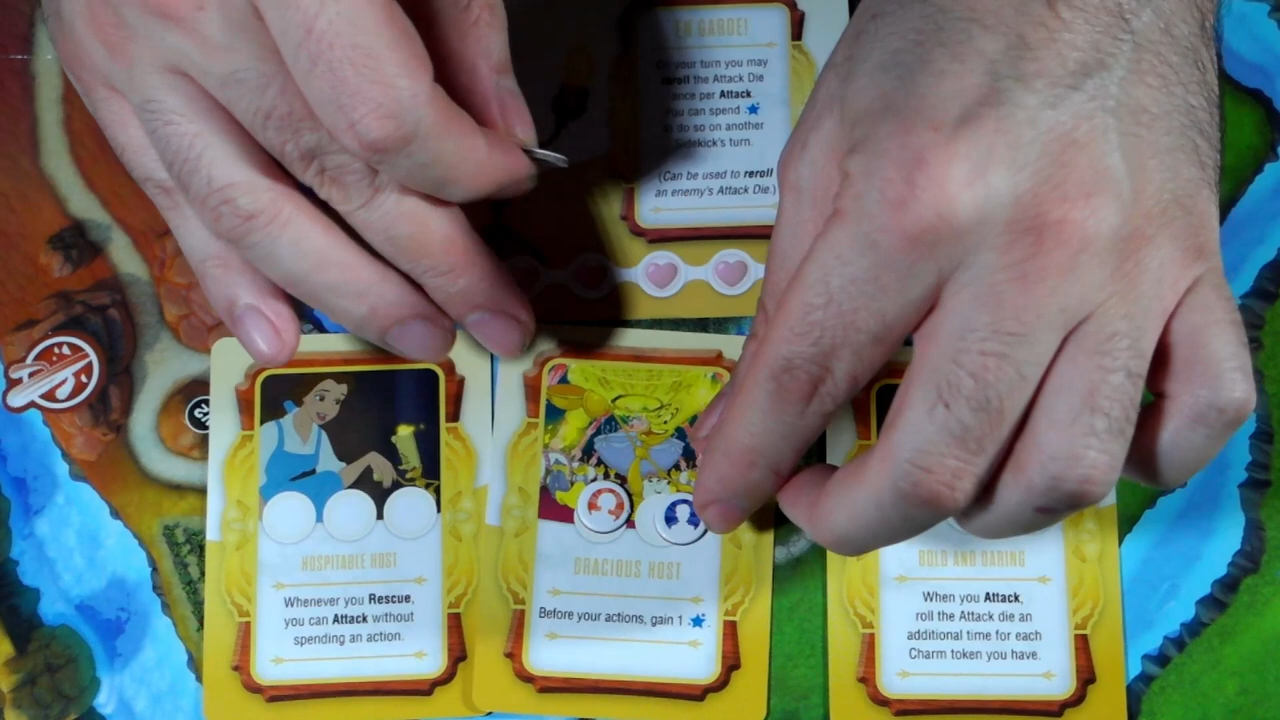 EN GARDE!
your turn you may
reroll the Attack Die
once per Attack.
You can spend
to do so on another
Sidekick's turn.
(Can be used to reroll
an enemy's Attack Die.)
HOSPITABLE HOST
Whenever you Rescue,
you can Attack without
spending an action.
GRACIOUS HOST
Before your actions, gain 1
BOLD AND DARING
When you Attack,
roll the Attack die an
additional time for each
Charm token you have.